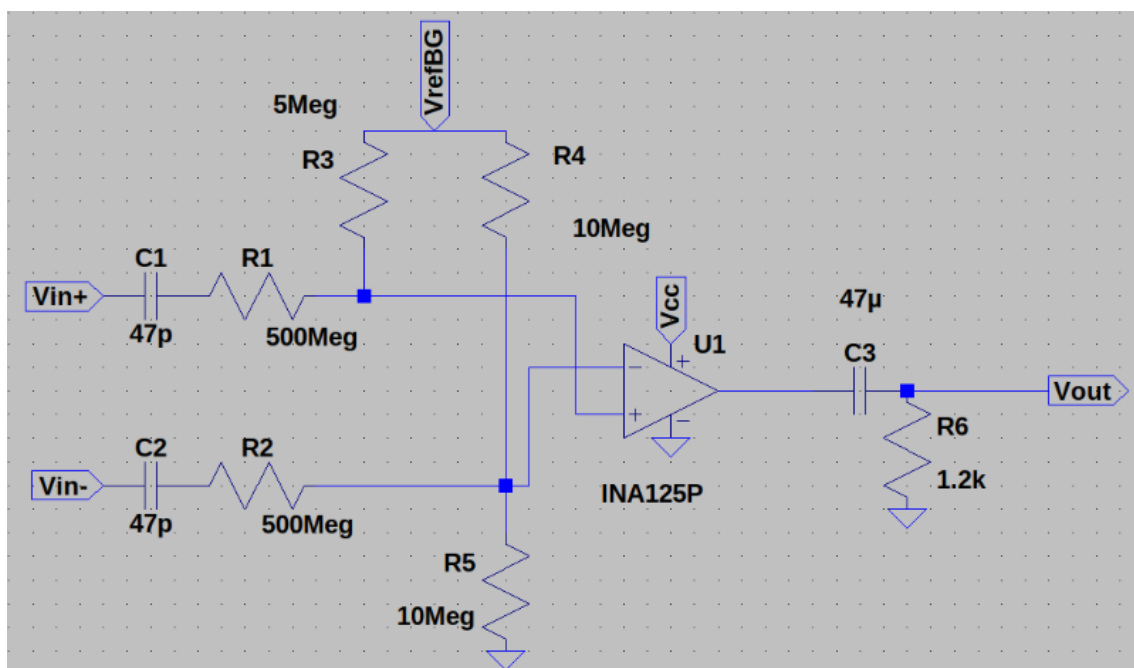 VrefBG
5Meg
R3
R4
10Meg
C1
R1
Vin+
47p
500Meg
Vcc
U1
47µ
C3
Vout
R6
1.2k
C2
R2
Vin-
47p
500Meg
INA125P
R5
10Meg